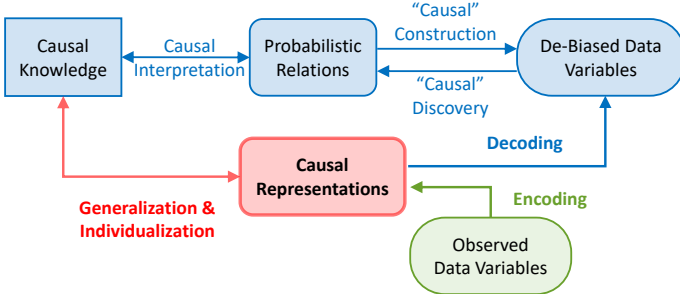 Causal
Knowledge
Causal
Interpretation
Probabilistic
Relations
“Causal”
Construction
“Causal”
Discovery
De-Biased Data
Variables
Decoding
Causal
Representations
Generalization &
Individualization
Encoding
Observed
Data Variables